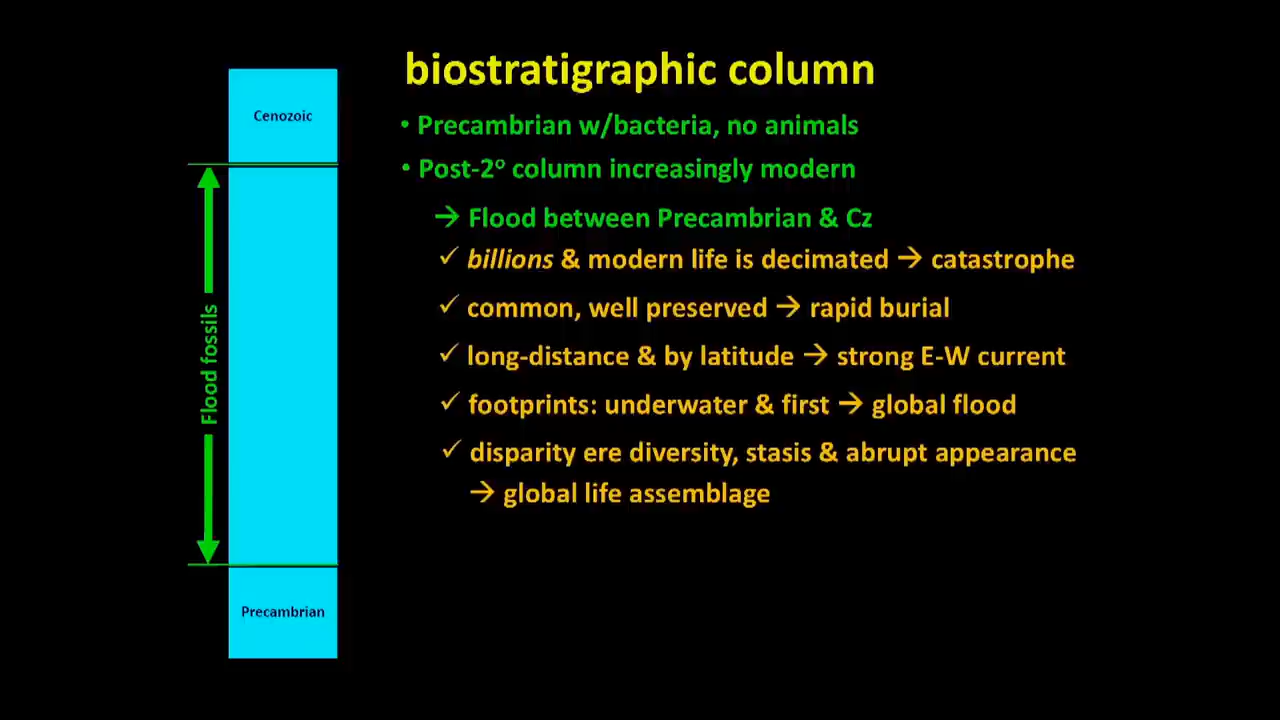 biostratigraphic column
Cenozoic
• Precambrian w/bacteria, no animals
• Post-2° column increasingly modern
→ Flood between Precambrian & Cz
✓ billions & modern life is decimated → catastrophe
✓ common, well preserved → rapid burial
✓ long-distance & by latitude → strong E-W current
Flood fossils
✓ footprints: underwater & first → global flood
✓ disparity ere diversity, stasis & abrupt appearance
→ global life assemblage
Precambrian